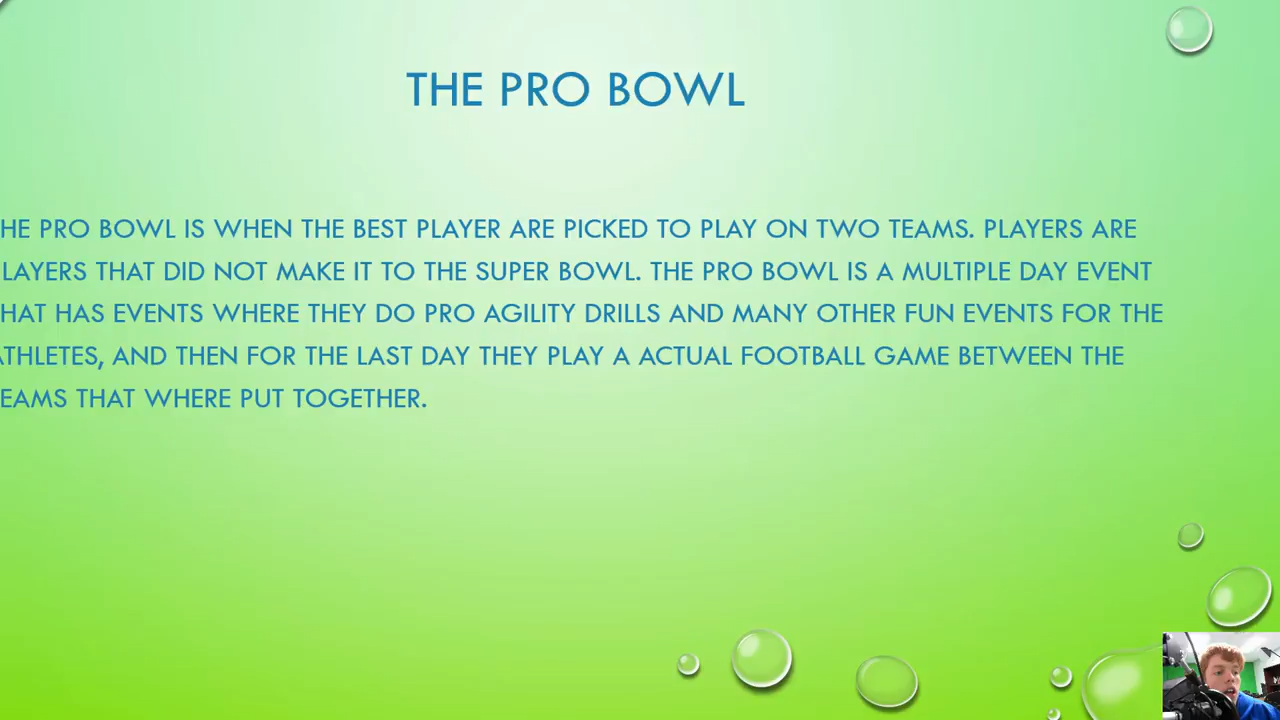 THE PRO BOWL
HE PRO BOWL IS WHEN THE BEST PLAYER ARE PICKED TO PLAY ON TWO TEAMS. PLAYERS ARE
LAYERS THAT DID NOT MAKE IT TO THE SUPER BOWL. THE PRO BOWL IS A MULTIPLE DAY EVENT
HAT HAS EVENTS WHERE THEY DO PRO AGILITY DRILLS AND MANY OTHER FUN EVENTS FOR THE
ATHLETES, AND THEN FOR THE LAST DAY THEY PLAY A ACTUAL FOOTBALL GAME BETWEEN THE
EAMS THAT WHERE PUT TOGETHER.